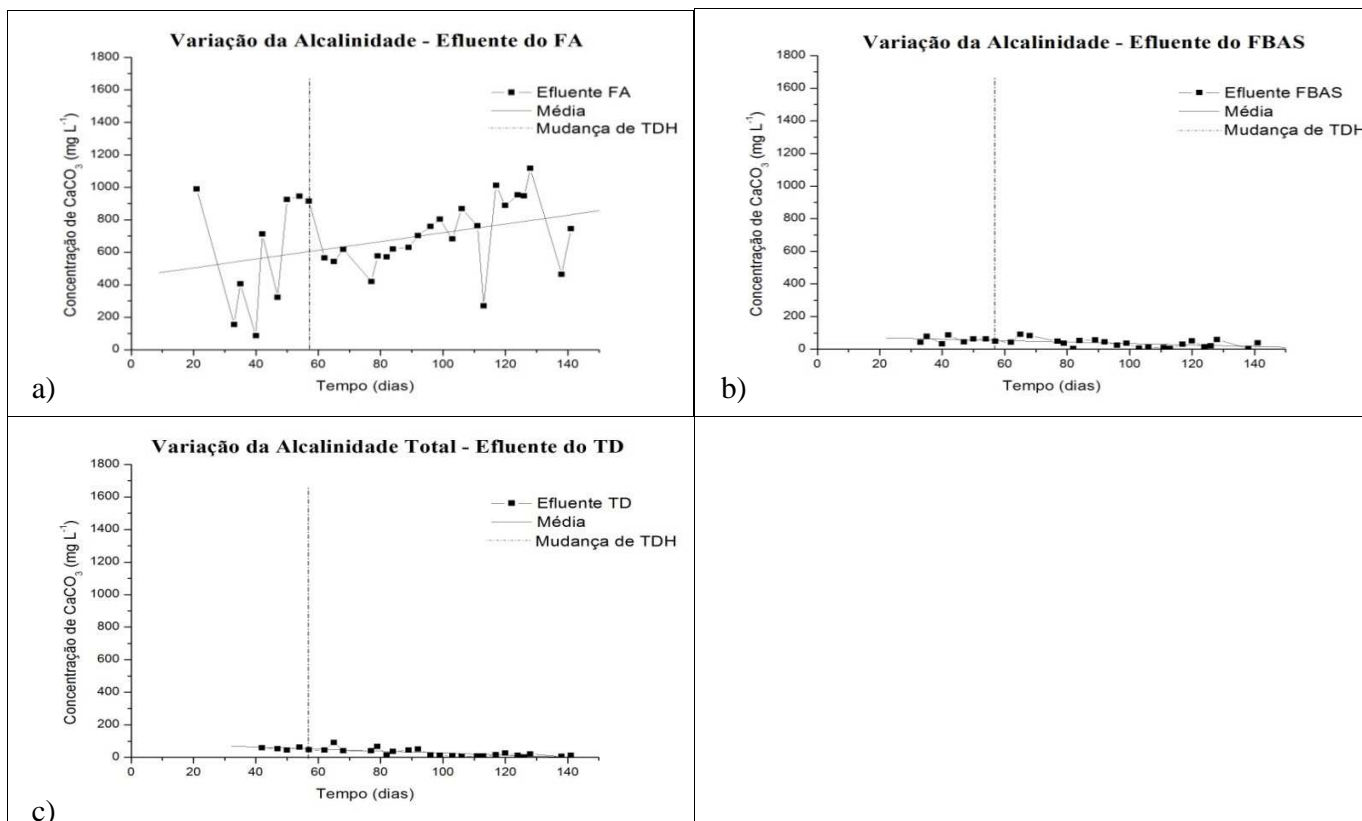 Variação da Alcalinidade - Efluente do FA
Concentração de CaCO3 (mg L-1)
1800
1600
1400
1200
1000
800
600
400
200
0
Efluente FA
Média
Mudança de TDH
0 20 40 60 80 100 120 140
Tempo (dias)
a)
Variação da Alcalinidade - Efluente do FBAS
Concentração de CaCO3 (mg L-1)
1800
1600
1400
1200
1000
800
600
400
200
0
Efluente FBAS
Média
Mudança de TDH
0 20 40 60 80 100 120 140
Tempo (dias)
b)
Variação da Alcalinidade Total - Efluente do TD
Concentração de CaCO3 (mg L-1)
1800
1600
1400
1200
1000
800
600
400
200
0
Efluente TD
Média
Mudança de TDH
0 20 40 60 80 100 120 140
Tempo (dias)
c)